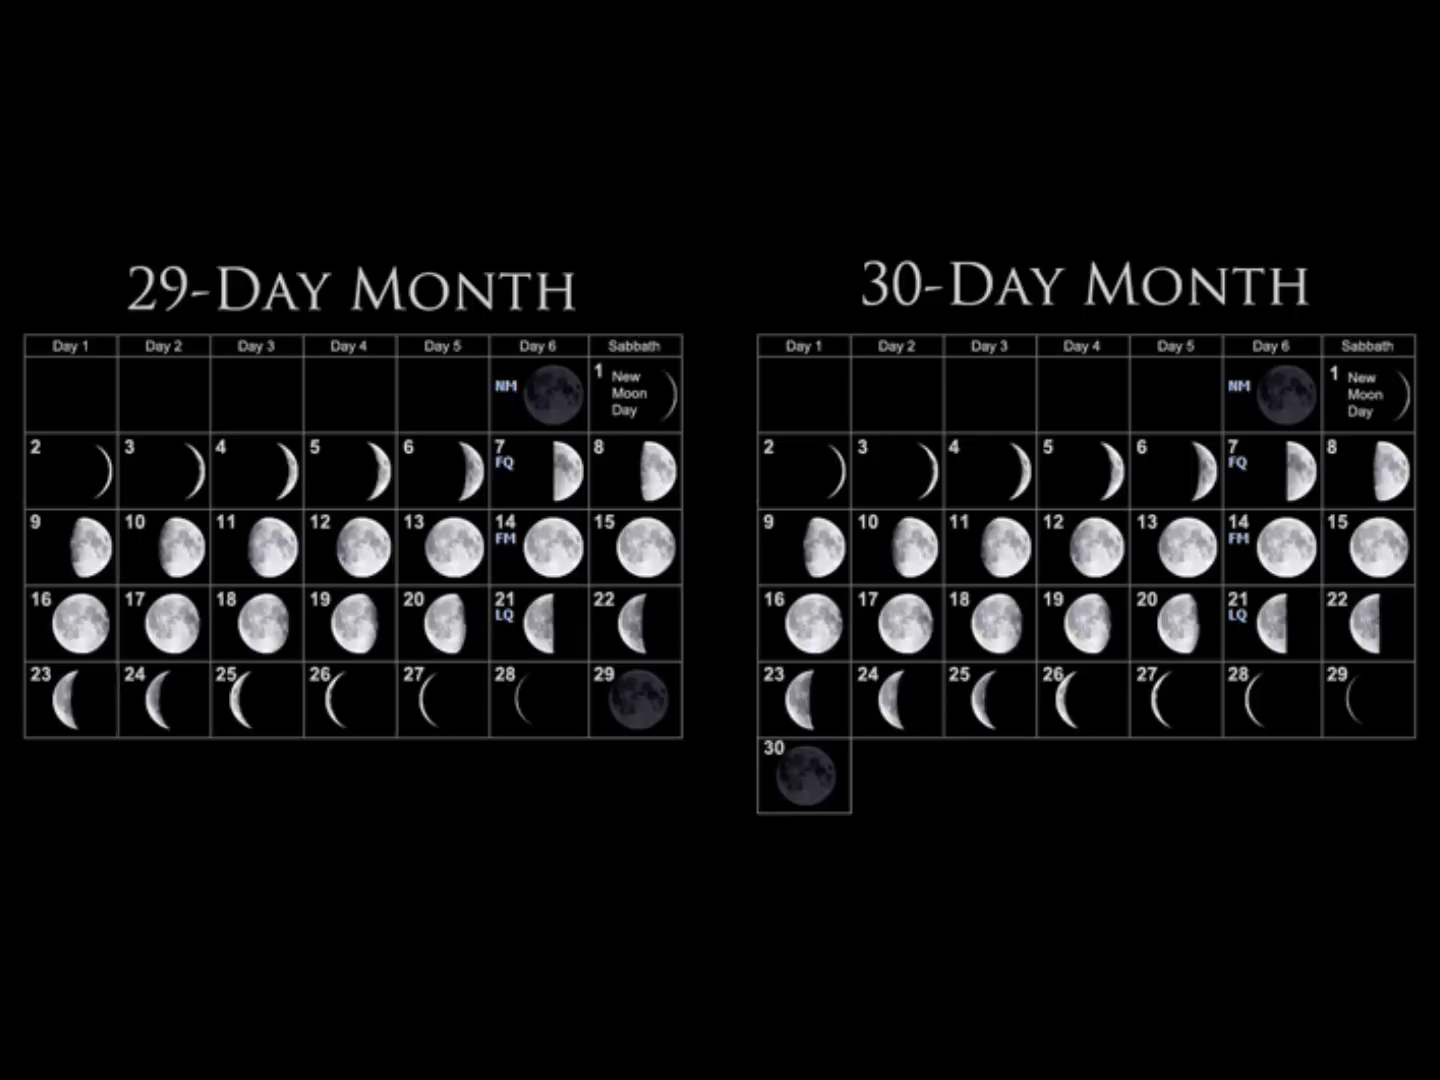 29-DAY MONTH
Day 1 Day 2 Day 3 Day 4 Day 5 Day 6 Sabbath
NM 1 New Moon Day
2 3 4 5 6 7 FQ 8
9 10 11 12 13 14 FM 15
16 17 18 19 20 21 LQ 22
23 24 25 26 27 28 29
30-DAY MONTH
Day 1 Day 2 Day 3 Day 4 Day 5 Day 6 Sabbath
NM 1 New Moon Day
2 3 4 5 6 7 FQ 8
9 10 11 12 13 14 FM 15
16 17 18 19 20 21 LQ 22
23 24 25 26 27 28 29
30